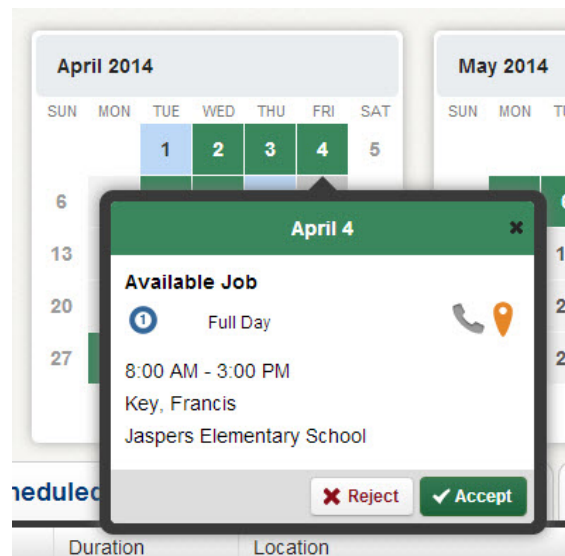 April 2014
May 2014
SUN MON TUE WED THU FRI SAT
SUN MON
1 2 3 4 5
6
13
20
27
April 4
Available Job
1 Full Day
8:00 AM - 3:00 PM
Key, Francis
Jaspers Elementary School
Reject Accept
Duration Location